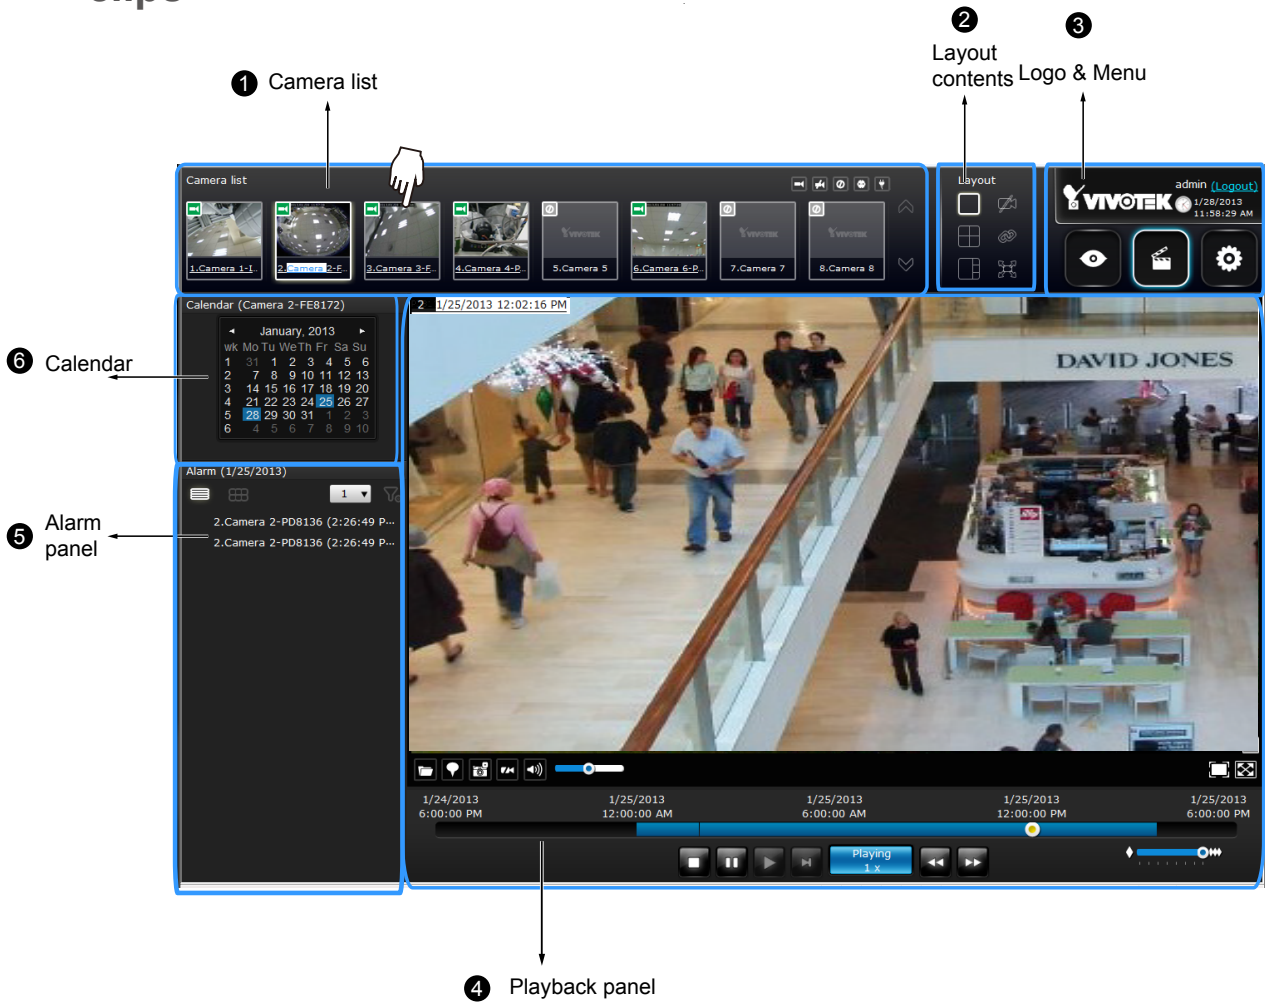 2
3
Layout
contents
Logo & Menu
1 Camera list
Camera list
Layout
admin (Logout)
VIVOTEK
1/28/2013
11:58:29 AM
1.Camera 1-I...
2.Camera 2-F...
3.Camera 3-F...
4.Camera 4-P...
5.Camera 5
6.Camera 6-P...
7.Camera 7
8.Camera 8
VIVOTEK
VIVOTEK
VIVOTEK
Calendar (Camera 2-FE8172)
January, 2013
wk Mo Tu We Th Fr Sa Su
1 31 1 2 3 4 5 6
2 7 8 9 10 11 12 13
3 14 15 16 17 18 19 20
4 21 22 23 24 25 26 27
5 28 29 30 31 1 2 3
6 4 5 6 7 8 9 10
6 Calendar
2 1/25/2013 12:02:16 PM
DAVID JONES
Alarm (1/25/2013)
1
2.Camera 2-PD8136 (2:26:49 P...
2.Camera 2-PD8136 (2:26:49 P...
5 Alarm
panel
1/24/2013
6:00:00 PM
1/25/2013
12:00:00 AM
1/25/2013
6:00:00 AM
1/25/2013
12:00:00 PM
1/25/2013
6:00:00 PM
Playing
1 x
4 Playback panel